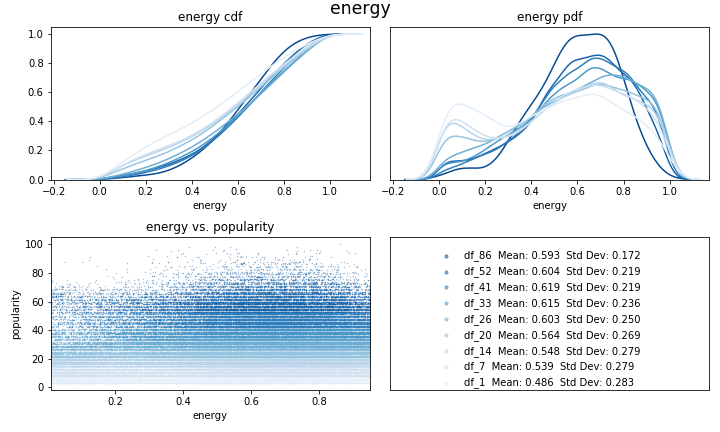 energy
energy cdf
energy pdf
1.0
0.8
0.6
0.4
0.2
0.0
−0.2 0.0 0.2 0.4 0.6 0.8 1.0
−0.2 0.0 0.2 0.4 0.6 0.8 1.0
energy
energy
energy vs. popularity
100
80
60
40
20
0
popularity
0.2 0.4 0.6 0.8
energy
df_86 Mean: 0.593 Std Dev: 0.172
df_52 Mean: 0.604 Std Dev: 0.219
df_41 Mean: 0.619 Std Dev: 0.219
df_33 Mean: 0.615 Std Dev: 0.236
df_26 Mean: 0.603 Std Dev: 0.250
df_20 Mean: 0.564 Std Dev: 0.269
df_14 Mean: 0.548 Std Dev: 0.279
df_7 Mean: 0.539 Std Dev: 0.279
df_1 Mean: 0.486 Std Dev: 0.283